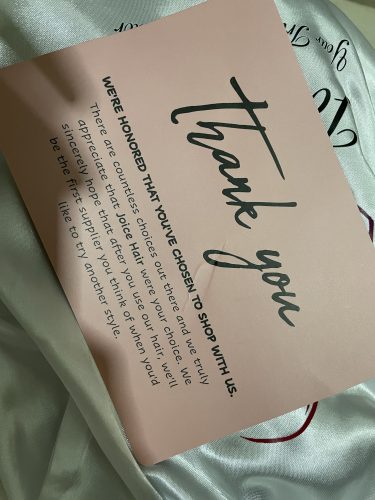 Thank you
WE'RE HONORED THAT YOU'VE CHOSEN TO SHOP WITH US.
There are countless choices out there and we truly
appreciate that Joice Hair were your choice. We
sincerely hope that after you use our hair, we'll
be the first supplier you think of when you'd
like to try another style.
Your